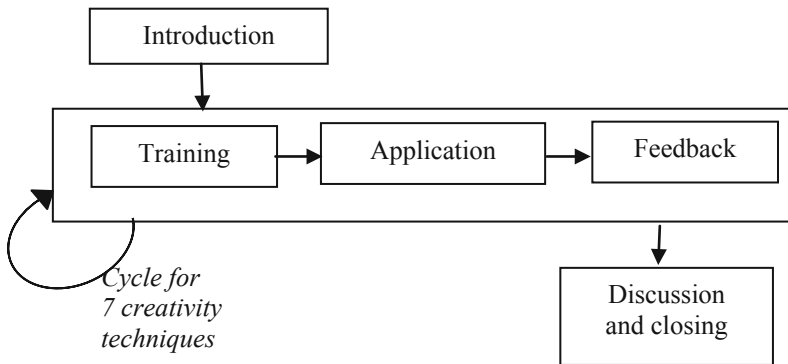 Introduction
Training
Application
Feedback
Cycle for
7 creativity
techniques
Discussion
and closing